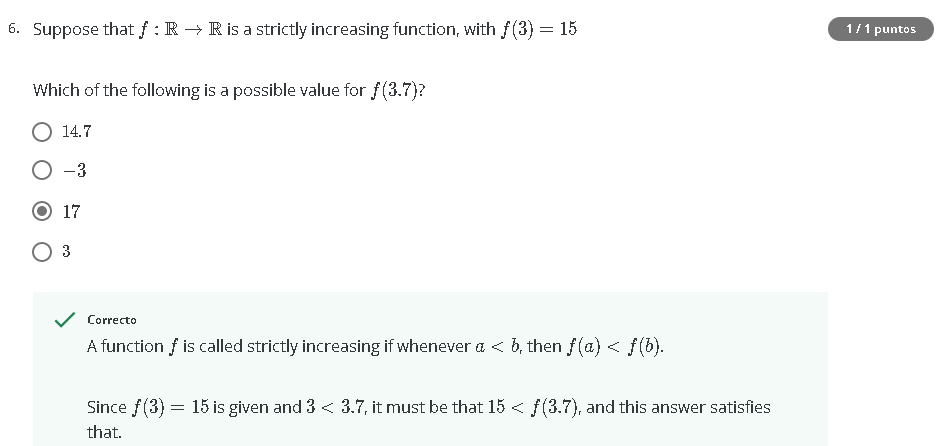 6. Suppose that f : ℝ → ℝ is a strictly increasing function, with f(3) = 15
1 / 1 puntos
Which of the following is a possible value for f(3.7)?
14.7
−3
17
3
Correcto
A function f is called strictly increasing if whenever a < b, then f(a) < f(b).
Since f(3) = 15 is given and 3 < 3.7, it must be that 15 < f(3.7), and this answer satisfies
that.